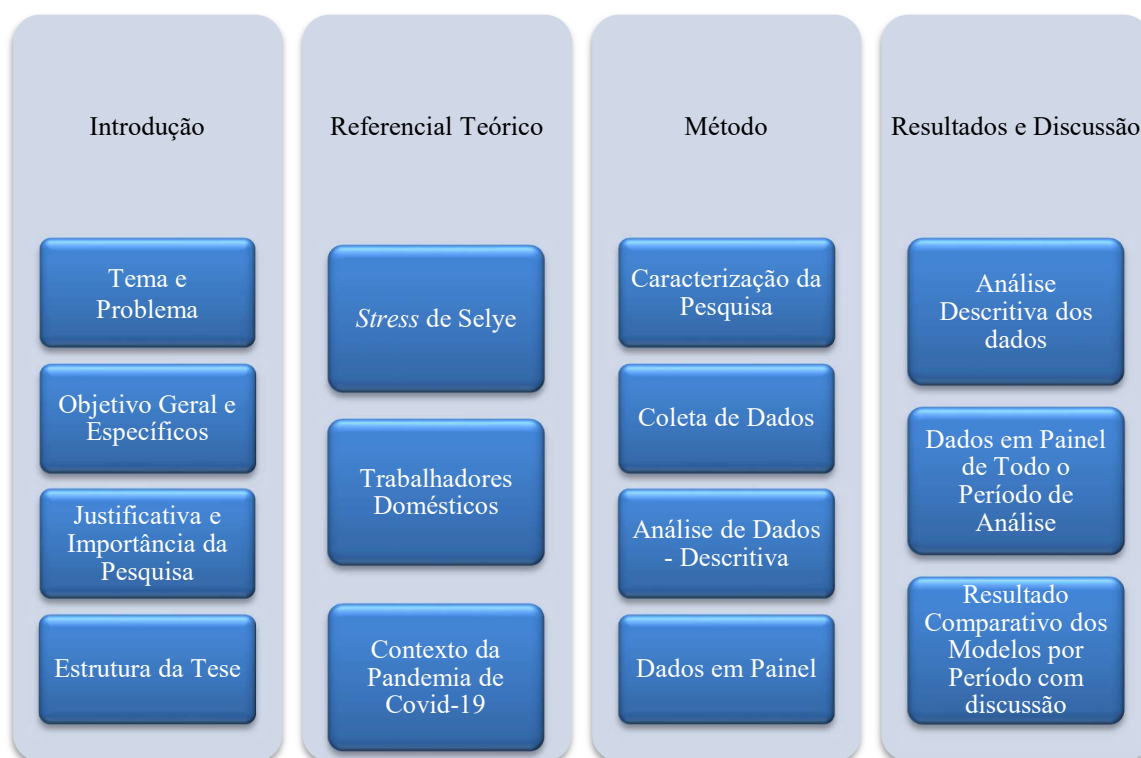 Introdução
Tema e
Problema
Objetivo Geral e
Específicos
Justificativa e
Importância da
Pesquisa
Estrutura da Tese
Referencial Teórico
Stress de Selye
Trabalhadores
Domésticos
Contexto da
Pandemia de
Covid-19
Método
Caracterização da
Pesquisa
Coleta de Dados
Análise de Dados
- Descritiva
Dados em Painel
Resultados e Discussão
Análise
Descritiva dos
dados
Dados em Painel
de Todo o
Período de
Análise
Resultado
Comparativo dos
Modelos por
Período com
discussão